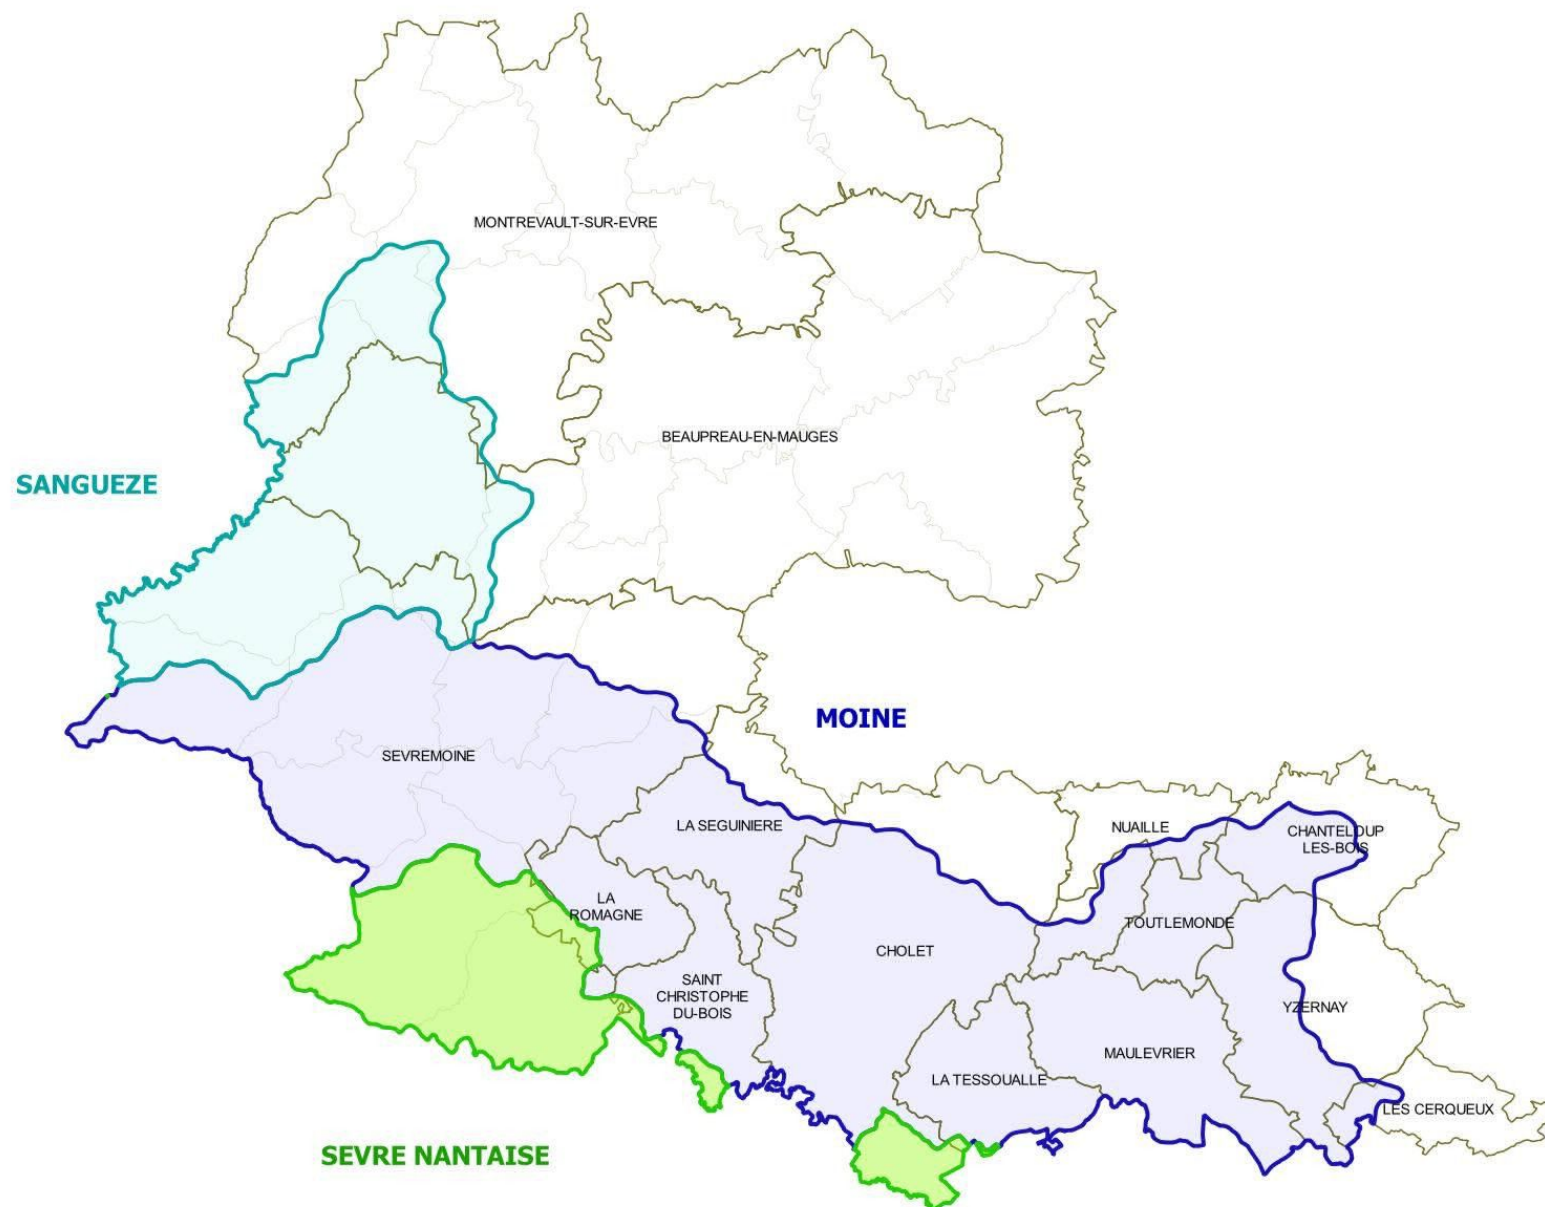 MONTREVAULT-SUR-EVRE
BEAUPREAU-EN-MAUGES
SANGUEZE
MOINE
SEVREMOINE
LA SEGUINIERE
NUAILLE
CHANTELOUP
LES-BOIS
LA
ROMAGNE
TOUTLEMONDE
CHOLET
SAINT
CHRISTOPHE
DU-BOIS
YZERNAY
MAULEVRIER
LA TESSOUALLE
LES CERQUEUX
SEVRE NANTAISE